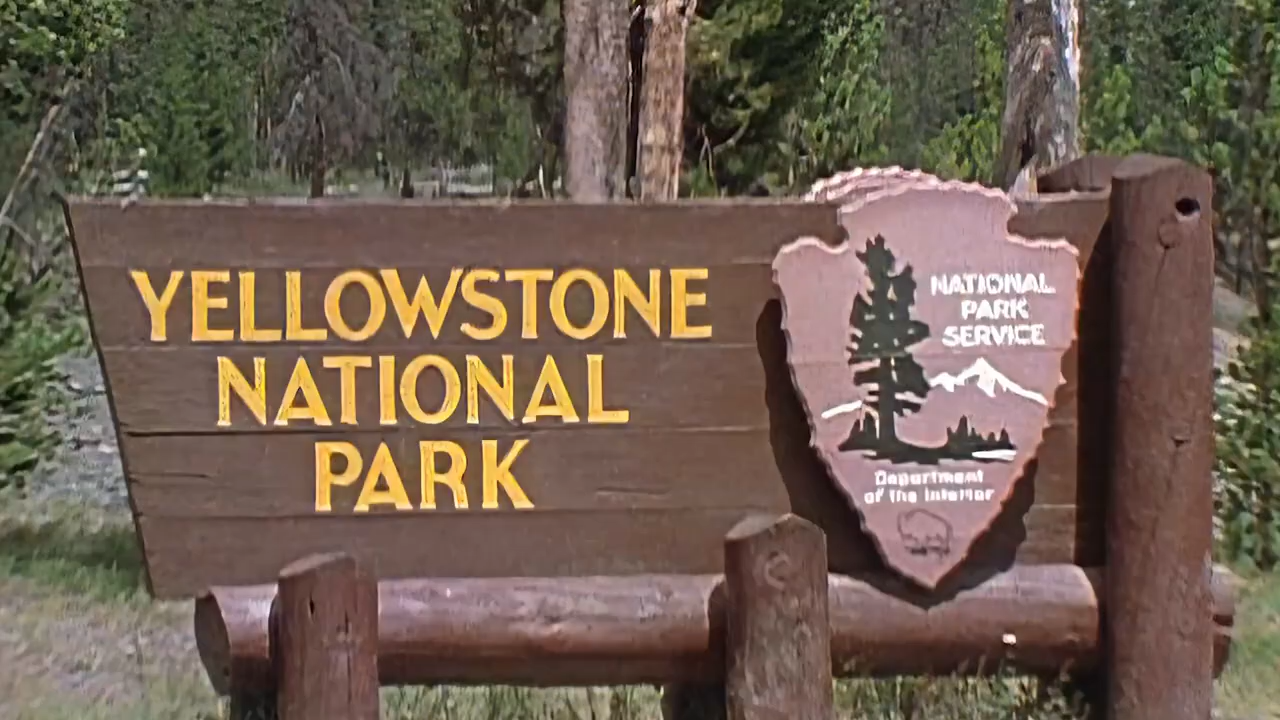 YELLOWSTONE
NATIONAL
PARK
NATIONAL
PARK
SERVICE
Department
of the Interior